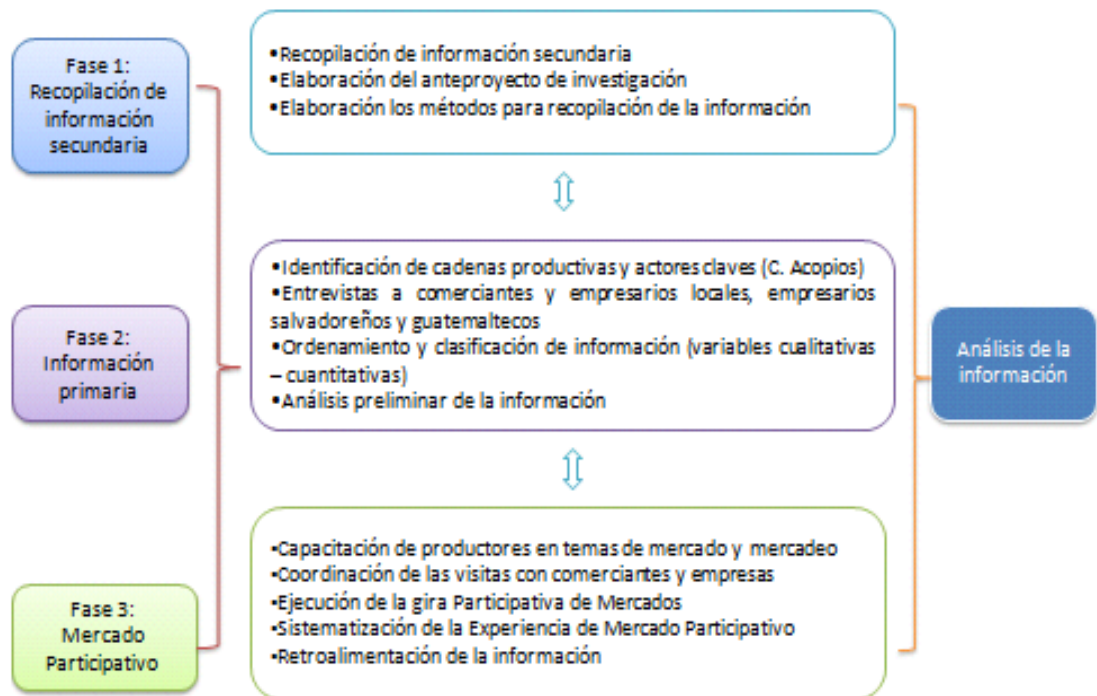 Fase 1:
Recopilación de
información
secundaria
•Recopilación de información secundaria
•Elaboración del anteproyecto de investigación
•Elaboración los métodos para recopilación de la información
Fase 2:
Información
primaria
•Identificación de cadenas productivas y actores claves (C. Acopios)
•Entrevistas a comerciantes y empresarios locales, empresarios
salvadoreños y guatemaltecos
•Ordenamiento y clasificación de información (variables cualitativas
– cuantitativas)
•Análisis preliminar de la información
Fase 3:
Mercado
Participativo
•Capacitación de productores en temas de mercado y mercadeo
•Coordinación de las visitas con comerciantes y empresas
•Ejecución de la gira Participativa de Mercados
•Sistematización de la Experiencia de Mercado Participativo
•Retroalimentación de la información
Análisis de la
información